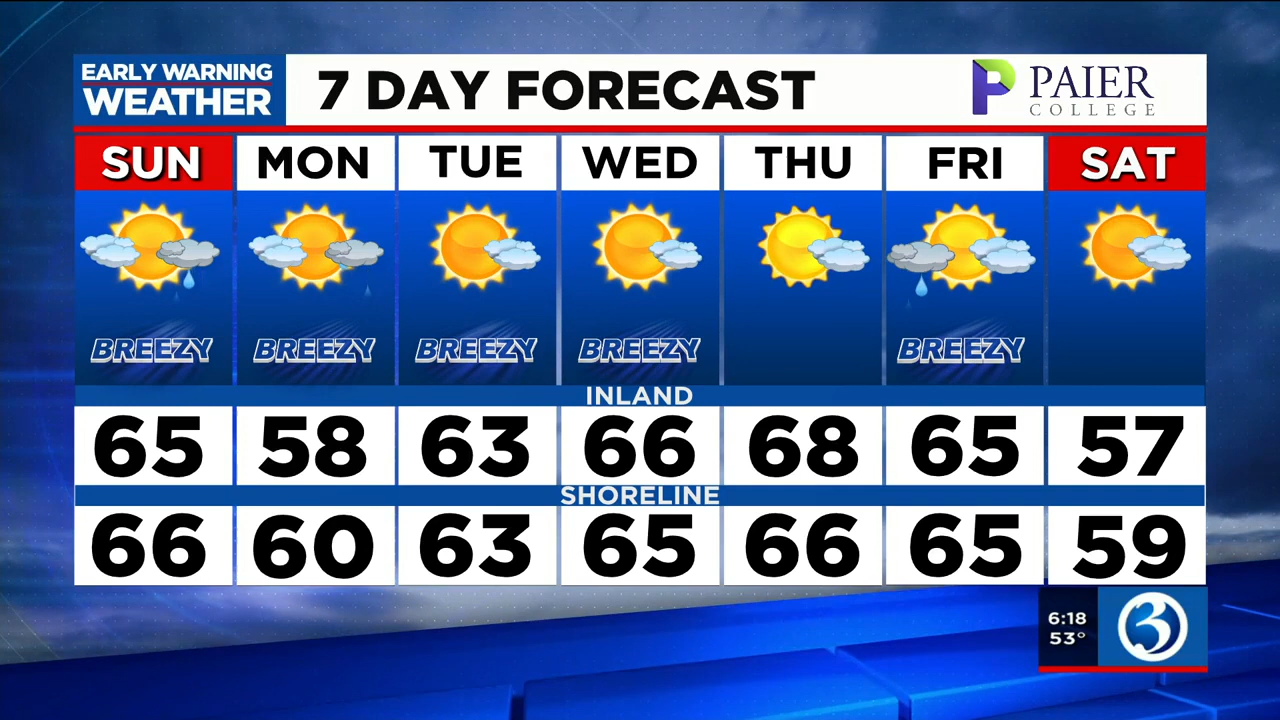 EARLY WARNING
WEATHER
7 DAY FORECAST
PAIER
COLLEGE
SUN MON TUE WED THU FRI SAT
BREEZY BREEZY BREEZY BREEZY BREEZY
INLAND
65 58 63 66 68 65 57
SHORELINE
66 60 63 65 66 65 59
6:18
53°
3